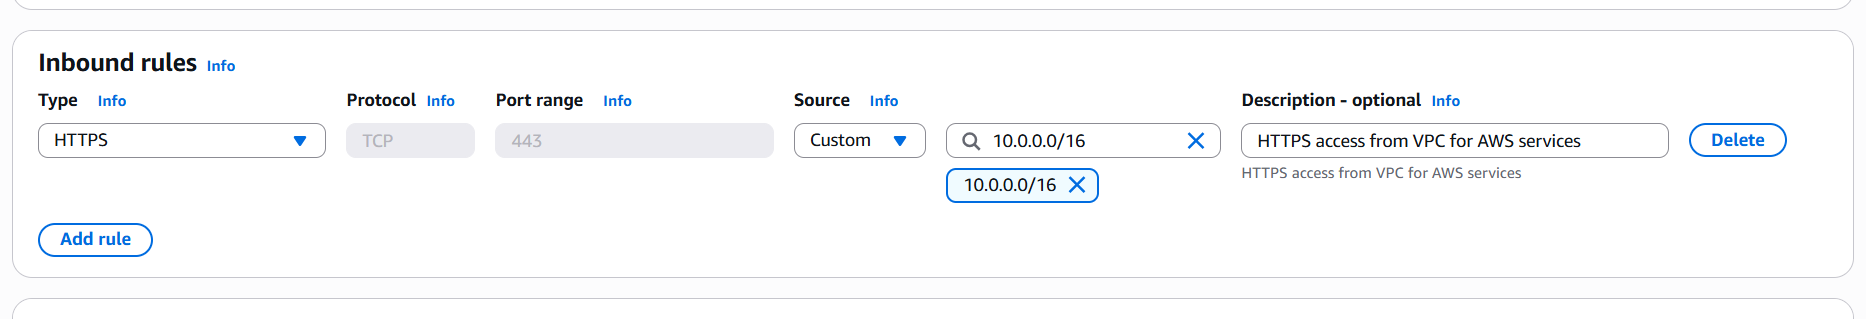 Inbound rules Info
Type Info Protocol Info Port range Info Source Info Description - optional Info
HTTPS TCP 443 Custom 10.0.0.0/16 HTTPS access from VPC for AWS services Delete
10.0.0.0/16 HTTPS access from VPC for AWS services
Add rule